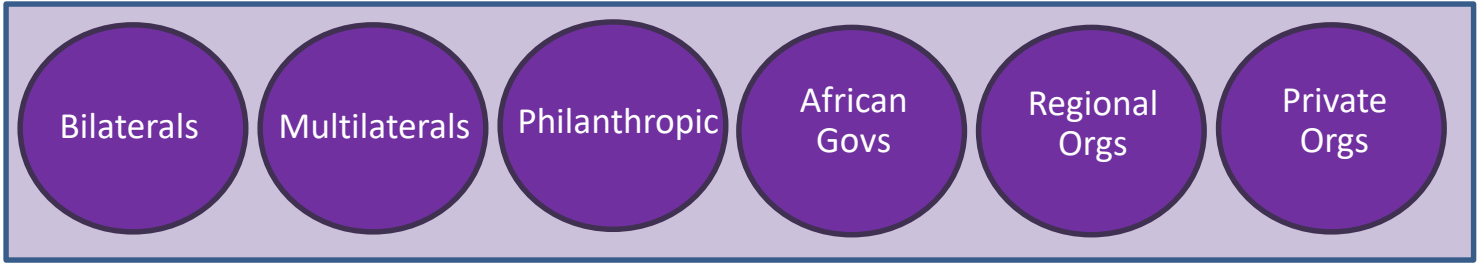 Bilaterals
Multilaterals
Philanthropic
African
Govs
Regional
Orgs
Private
Orgs